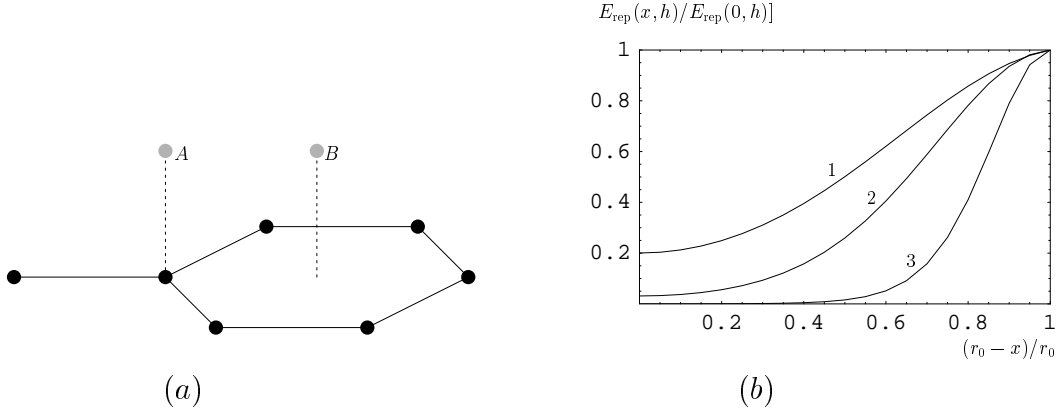 E_rep(x, h)/E_rep(0, h)]
1
0.8
0.6
0.4
0.2
1
2
3
0.2 0.4 0.6 0.8 1
(r_0 − x)/r_0
A
B
(a)
(b)